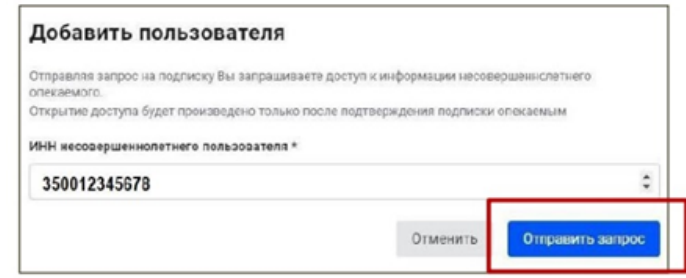 Добавить пользователя
Отправляя запрос на подписку Вы запрашиваете доступ к информации несовершеннслетнего
опекаемого.
Открытие доступа будет произведено только после подтверждения подписки опекаемым
ИНН несовершеннолетнего пользователя *
350012345678
Отменить
Отправить запрос